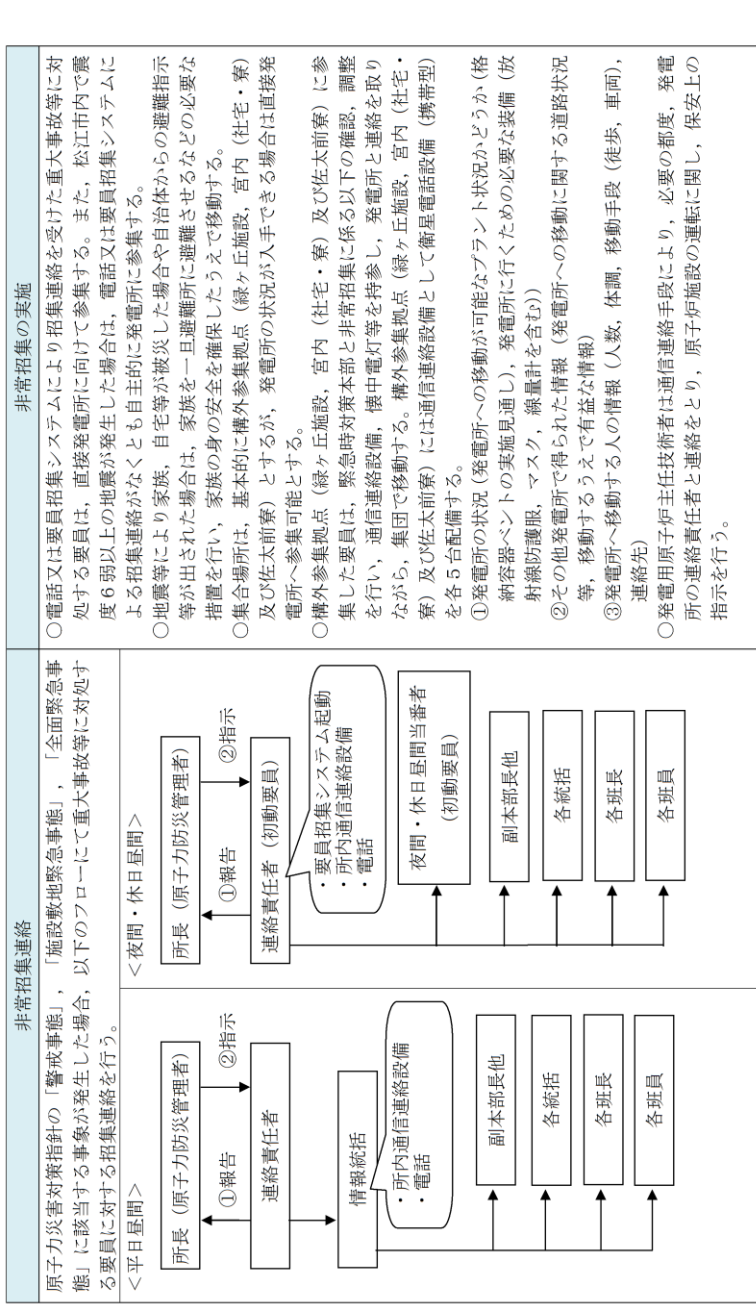 非常招集連絡
原子力災害対策指針の「警戒事態」，「施設敷地緊急事態」，「全面緊急事
態」に該当する事象が発生した場合，以下のフローにて重大事故等に対処す
る要員に対する招集連絡を行う。
＜平日昼間＞
所長（原子力防災管理者）
①報告
②指示
連絡責任者
情報統括
・所内通信連絡設備
・電話
副本部長他
各統括
各班長
各班員
＜夜間・休日昼間＞
所長（原子力防災管理者）
①報告
②指示
連絡責任者（初動要員）
・要員招集システム起動
・所内通信連絡設備
・電話
夜間・休日昼間当番者
（初動要員）
副本部長他
各統括
各班長
各班員
非常招集の実施
○電話又は要員招集システムにより招集連絡を受けた重大事故等に対
処する要員は，直接発電所に向けて参集する。また，松江市内で震
度６弱以上の地震が発生した場合は，電話又は要員招集システムに
よる招集連絡がなくとも自主的に発電所に参集する。
○地震等により家族，自宅等が被災した場合や自治体からの避難指示
等が出された場合は，家族を一旦避難所に避難させるなどの必要な
措置を行い，家族の身の安全を確保したうえで移動する。
○集合場所は，基本的に構外参集拠点（緑ヶ丘施設，宮内（社宅・寮）
及び佐太前寮）とするが，発電所の状況が入手できる場合は直接発
電所へ参集可能とする。
○構外参集拠点（緑ヶ丘施設，宮内（社宅・寮）及び佐太前寮）に参
集した要員は，緊急時対策本部と非常招集に係る以下の確認，調整
を行い，通信連絡設備，懐中電灯等を持参し，発電所と連絡を取り
ながら，集団で移動する。構外参集拠点（緑ヶ丘施設，宮内（社宅・
寮）及び佐太前寮）には通信連絡設備として衛星電話設備（携帯型）
を各５台配備する。
①発電所の状況（発電所への移動が可能なプラント状況かどうか（格
納容器ベントの実施見通し），発電所に行くための必要な装備（放
射線防護服，マスク，線量計を含む））
②その他発電所で得られた情報（発電所への移動に関する道路状況
等，移動するうえで有益な情報）
③発電所へ移動する人の情報（人数，体調，移動手段（徒歩，車両），
連絡先）
○発電用原子炉主任技術者は通信連絡手段により，必要の都度，発電
所の連絡責任者と連絡をとり，原子炉施設の運転に関し，保安上の
指示を行う。